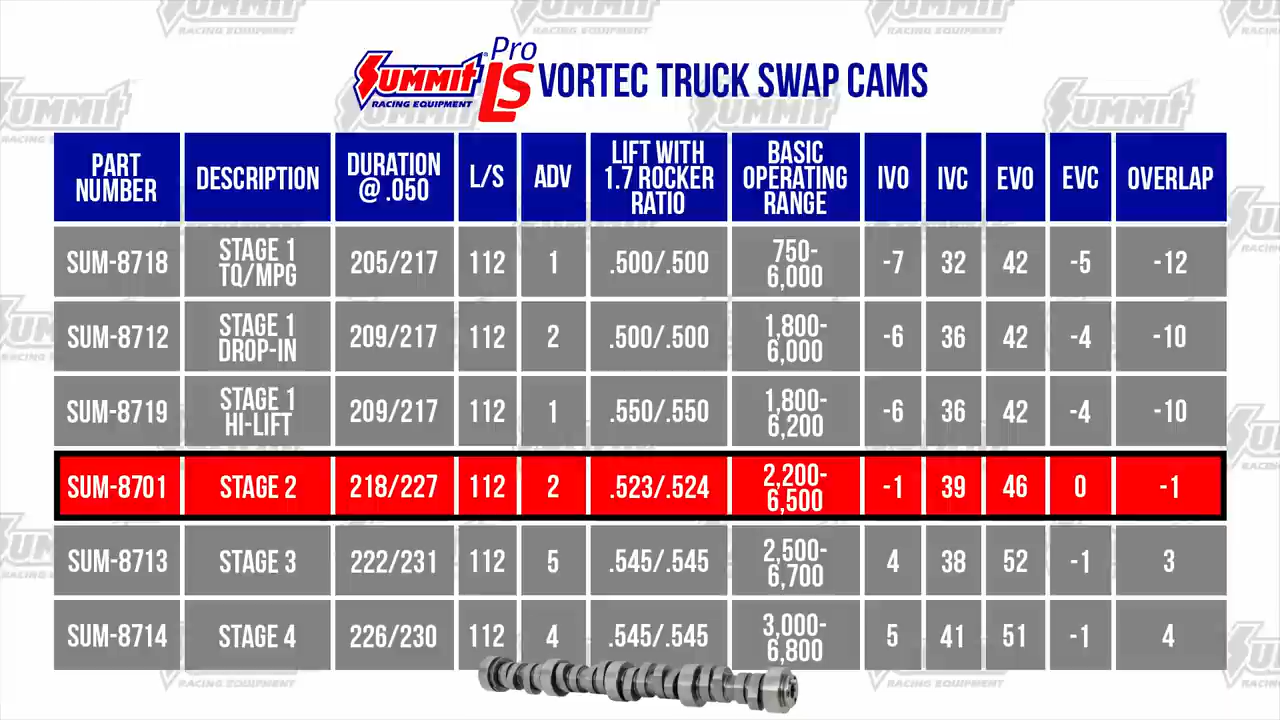 SUMMIT Pro LS VORTEC TRUCK SWAP CAMS
RACING EQUIPMENT
PART NUMBER DESCRIPTION DURATION @ .050 L/S ADV LIFT WITH 1.7 ROCKER RATIO BASIC OPERATING RANGE IVO IVC EVO EVC OVERLAP
SUM-8718 STAGE 1 TQ/MPG 205/217 112 1 .500/.500 750-6,000 -7 32 42 -5 -12
SUM-8712 STAGE 1 DROP-IN 209/217 112 2 .500/.500 1,800-6,000 -6 36 42 -4 -10
SUM-8719 STAGE 1 HI-LIFT 209/217 112 1 .550/.550 1,800-6,200 -6 36 42 -4 -10
SUM-8701 STAGE 2 218/227 112 2 .523/.524 2,200-6,500 -1 39 46 0 -1
SUM-8713 STAGE 3 222/231 112 5 .545/.545 2,500-6,700 4 38 52 -1 3
SUM-8714 STAGE 4 226/230 112 4 .545/.545 3,000-6,800 5 41 51 -1 4